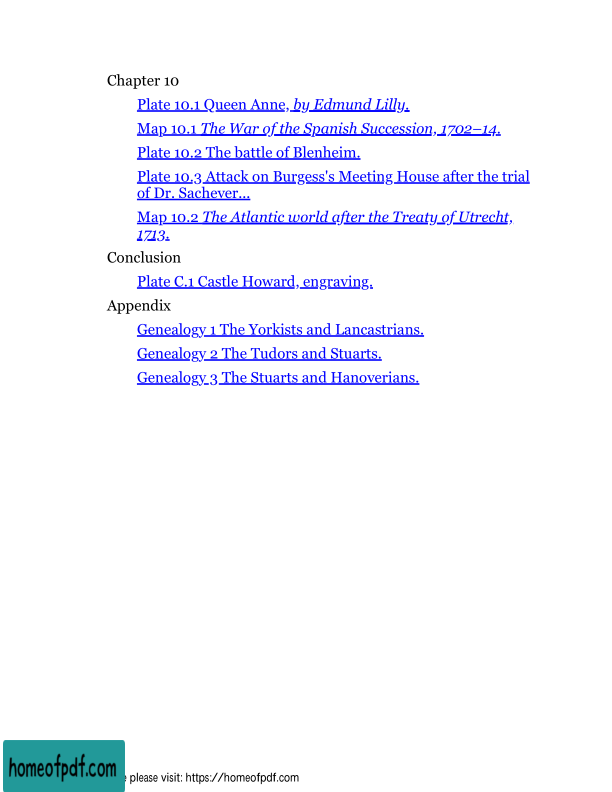 Chapter 10
Plate 10.1 Queen Anne, by Edmund Lilly.
Map 10.1 The War of the Spanish Succession, 1702–14.
Plate 10.2 The battle of Blenheim.
Plate 10.3 Attack on Burgess's Meeting House after the trial
of Dr. Sachever...
Map 10.2 The Atlantic world after the Treaty of Utrecht,
1713.
Conclusion
Plate C.1 Castle Howard, engraving.
Appendix
Genealogy 1 The Yorkists and Lancastrians.
Genealogy 2 The Tudors and Stuarts.
Genealogy 3 The Stuarts and Hanoverians.
homeofpdf.com
please visit: https://homeofpdf.com